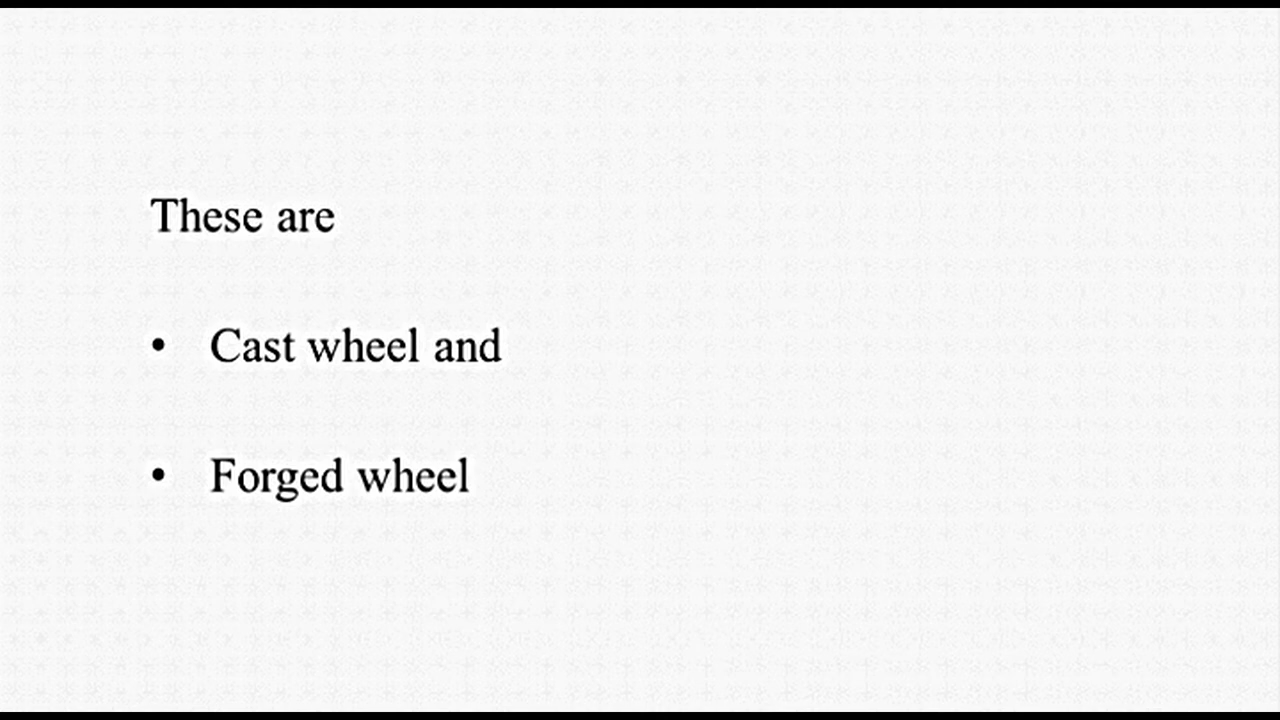 These are
• Cast wheel and
• Forged wheel